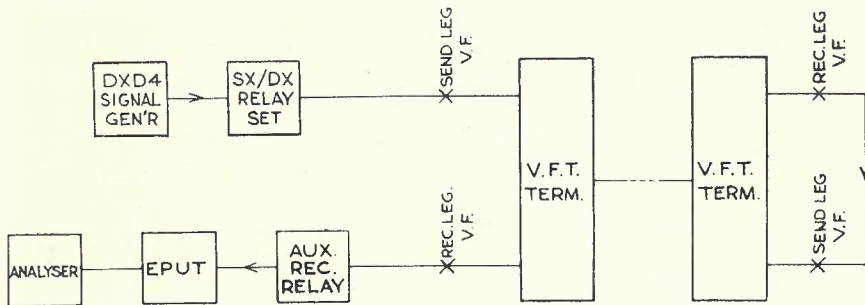 DXD4
SIGNAL
GEN'R
SX/DX
RELAY
SET
SEND LEG
V.F.
V.F.T.
TERM.
V.F.T.
TERM.
REC.LEG
V.F.
SEND LEG
V.F.
ANALYSER
EPUT
AUX.
REC.
RELAY
REC.LEG.
V.F.